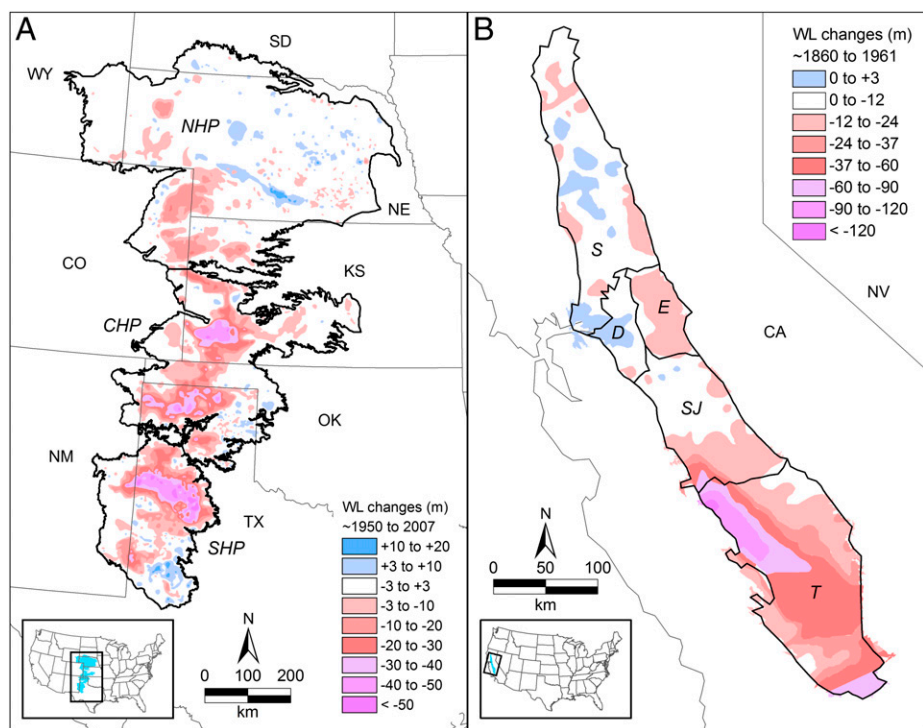 A
SD
WY
NHP
NE
CO
KS
CHP
OK
NM
TX
SHP
WL changes (m)
~1950 to 2007
+10 to +20
+3 to +10
-3 to +3
-3 to -10
-10 to -20
-20 to -30
-30 to -40
-40 to -50
< -50
N
0 100 200
km
B
WL changes (m)
~1860 to 1961
0 to +3
0 to -12
-12 to -24
-24 to -37
-37 to -60
-60 to -90
-90 to -120
< -120
S
NV
E
CA
D
SJ
T
N
0 50 100
km